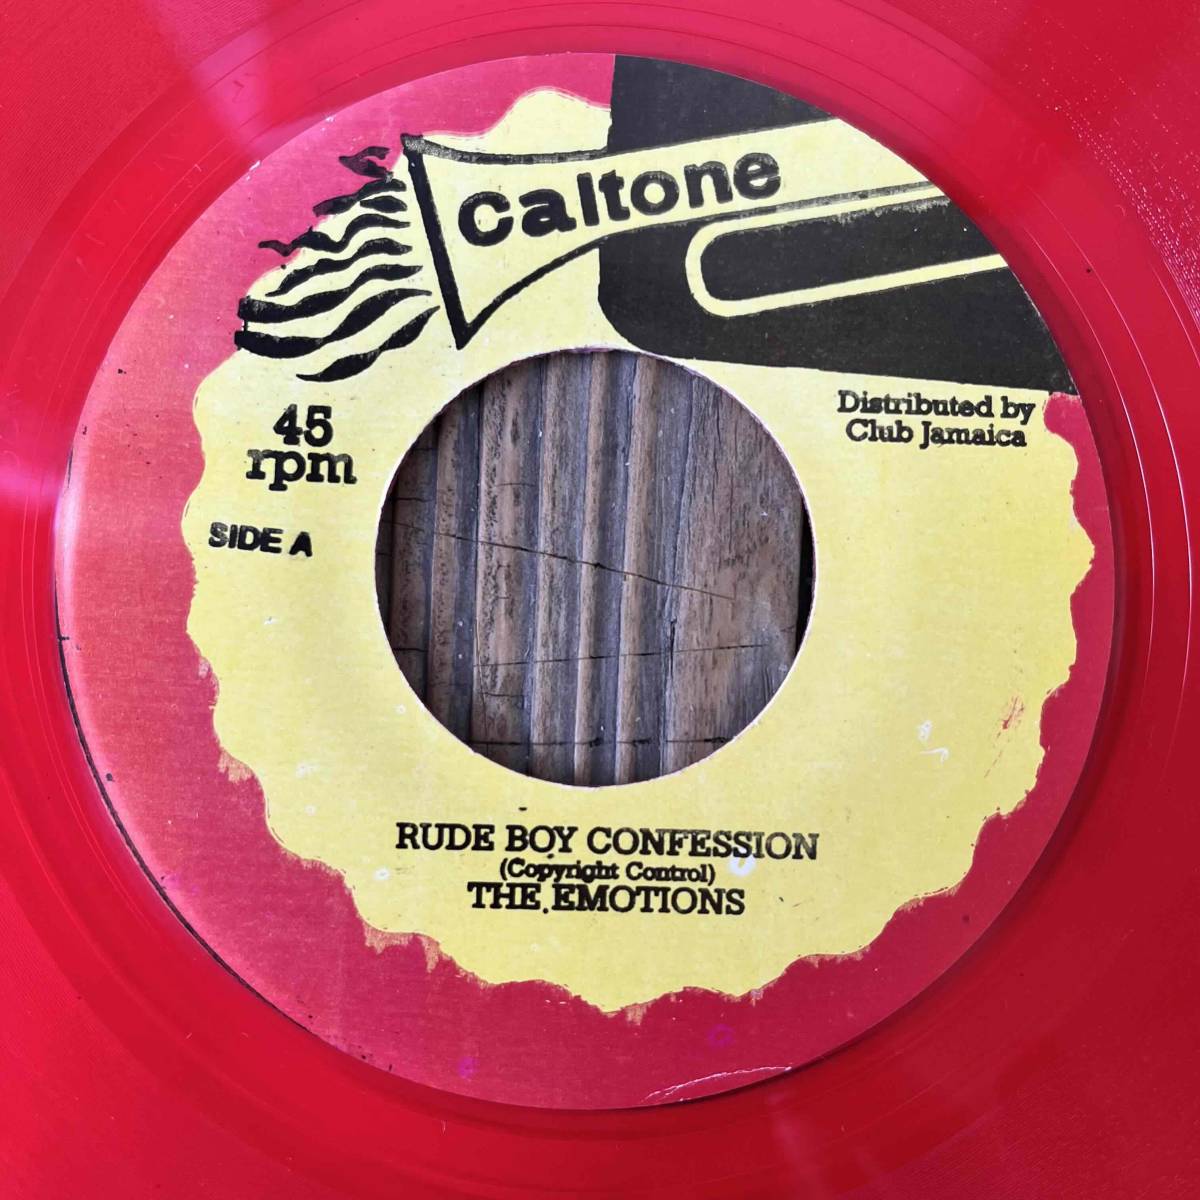 caltone
45
rpm
SIDE A
Distributed by
Club Jamaica
RUDE BOY CONFESSION
(Copyright Control)
THE EMOTIONS